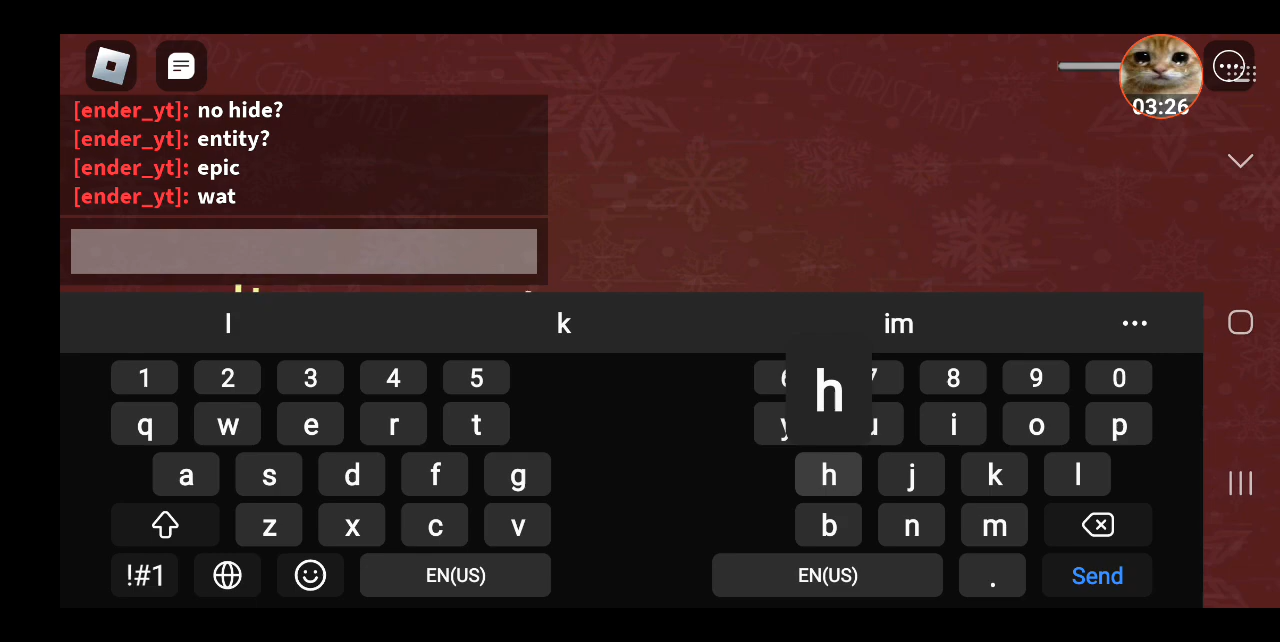 03:26
[ender_yt]: no hide?
[ender_yt]: entity?
[ender_yt]: epic
[ender_yt]: wat
I k im
1 2 3 4 5 8 9 0
q w e r t i o p
h
a s d f g h j k l
z x c v b n m
!#1 EN(US) EN(US) . Send